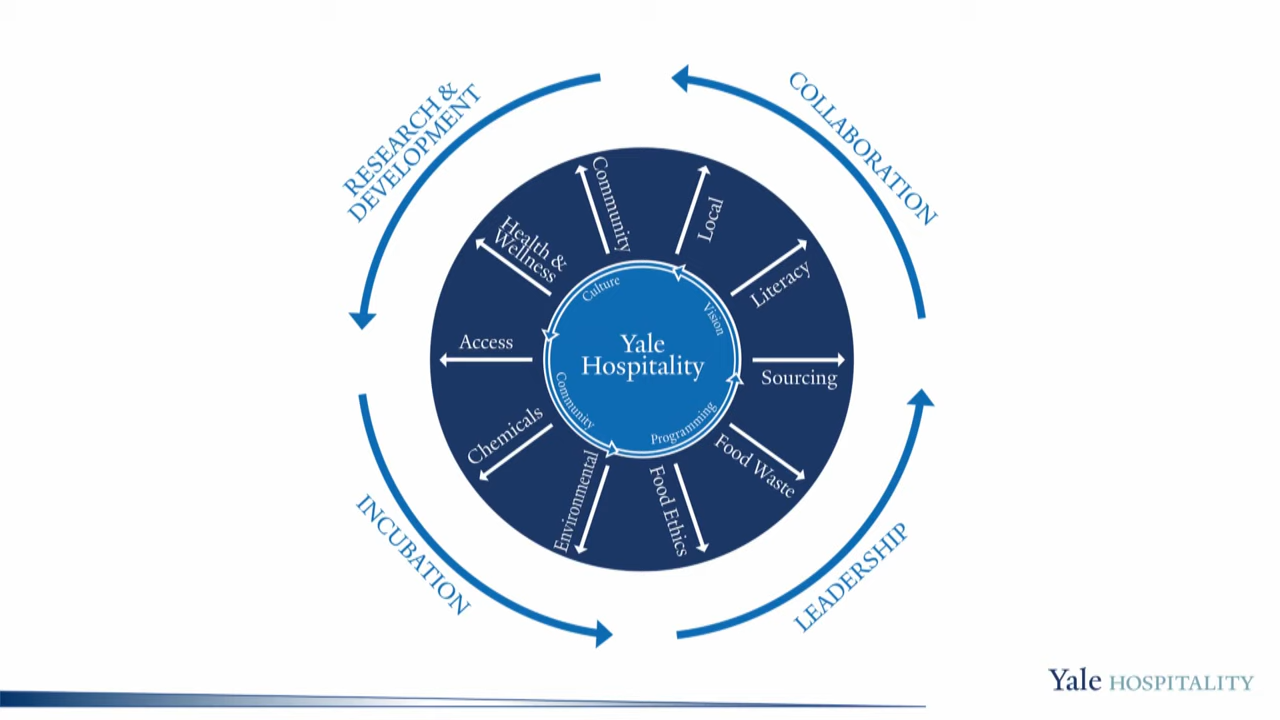 RESEARCH &
DEVELOPMENT
COLLABORATION
Community
Local
Health &
Wellness
Literacy
Culture
Vision
Access
Yale
Hospitality
Sourcing
Community
Programming
Chemicals
Food Waste
Environmental
Food Ethics
INCUBATION
LEADERSHIP
Yale HOSPITALITY